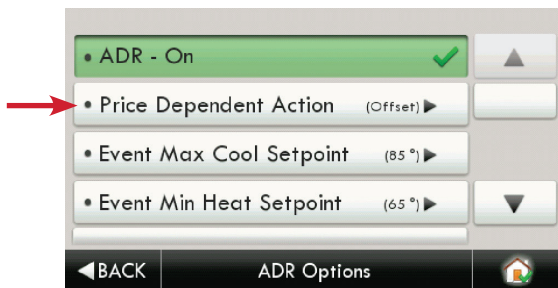 • ADR - On
• Price Dependent Action (Offset)▶
• Event Max Cool Setpoint (85°)▶
• Event Min Heat Setpoint (65°)▶
◀BACK ADR Options